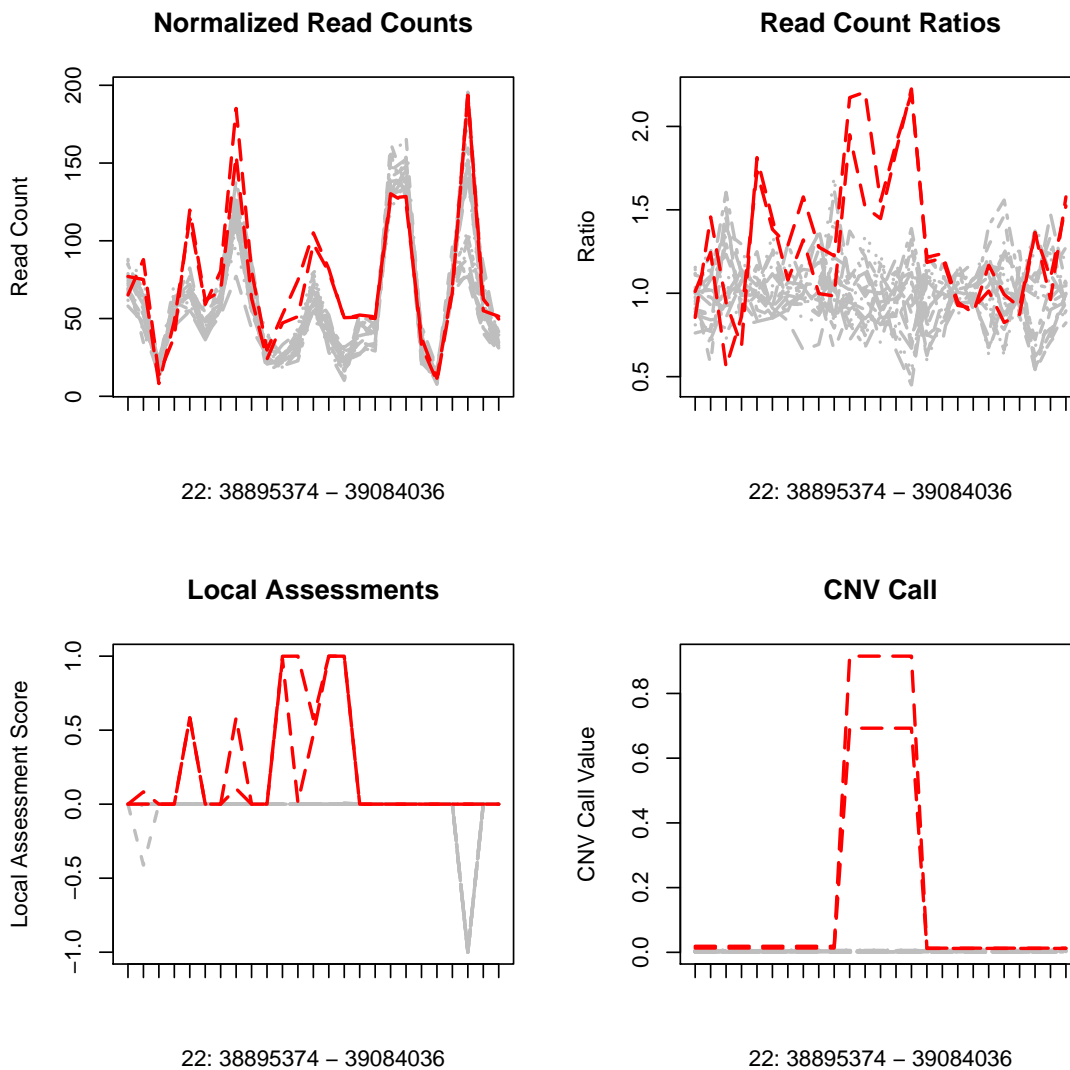 Normalized Read Counts
Read Count
0
50
100
150
200
22: 38895374 – 39084036
Read Count Ratios
Ratio
0.5
1.0
1.5
2.0
22: 38895374 – 39084036
Local Assessments
Local Assessment Score
−1.0
−0.5
0.0
0.5
1.0
22: 38895374 – 39084036
CNV Call
CNV Call Value
0.0
0.2
0.4
0.6
0.8
22: 38895374 – 39084036